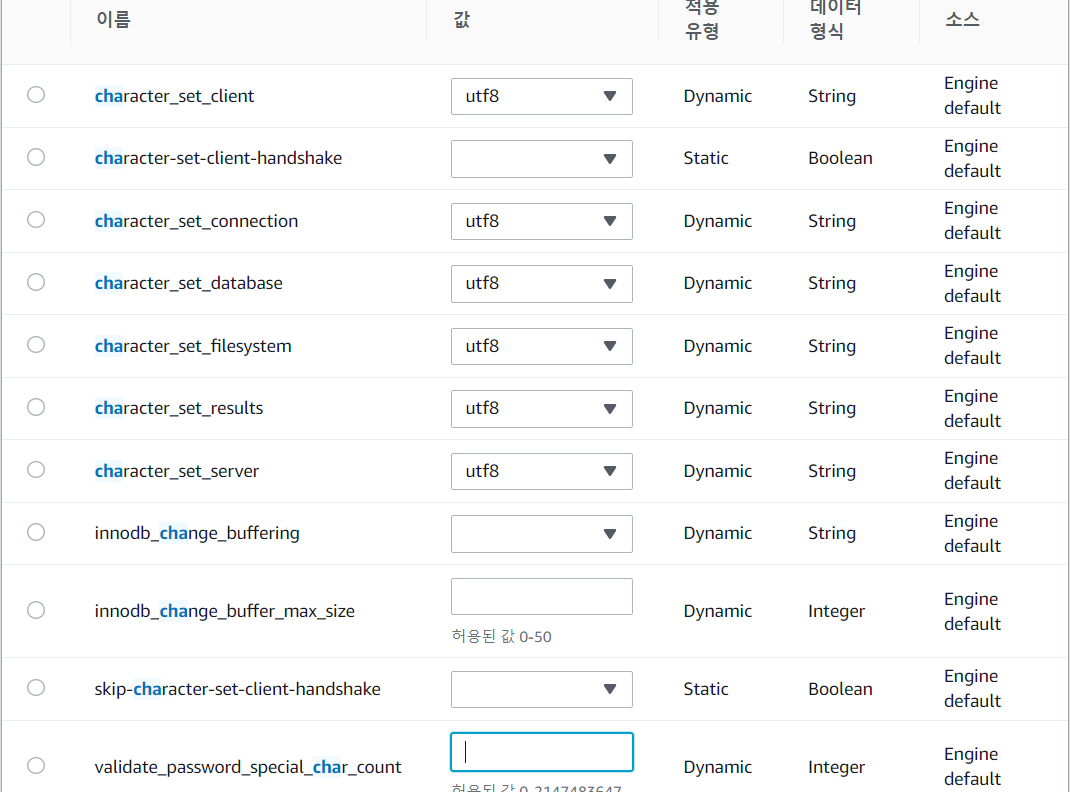 이름 값 적용 유형 데이터 형식 소스
character_set_client utf8 Dynamic String Engine default
character-set-client-handshake Static Boolean Engine default
character_set_connection utf8 Dynamic String Engine default
character_set_database utf8 Dynamic String Engine default
character_set_filesystem utf8 Dynamic String Engine default
character_set_results utf8 Dynamic String Engine default
character_set_server utf8 Dynamic String Engine default
innodb_change_buffering Dynamic String Engine default
innodb_change_buffer_max_size Dynamic Integer Engine default
허용된 값 0-50
skip-character-set-client-handshake Static Boolean Engine default
validate_password_special_char_count Dynamic Integer Engine default
허용된 값 0-2147483647